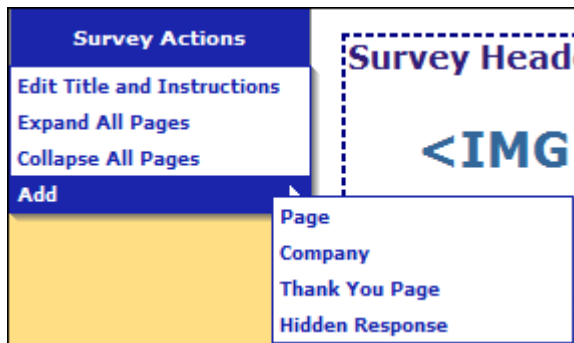 Survey Actions
Edit Title and Instructions
Expand All Pages
Collapse All Pages
Add
Page
Company
Thank You Page
Hidden Response
Survey Head
<IMG